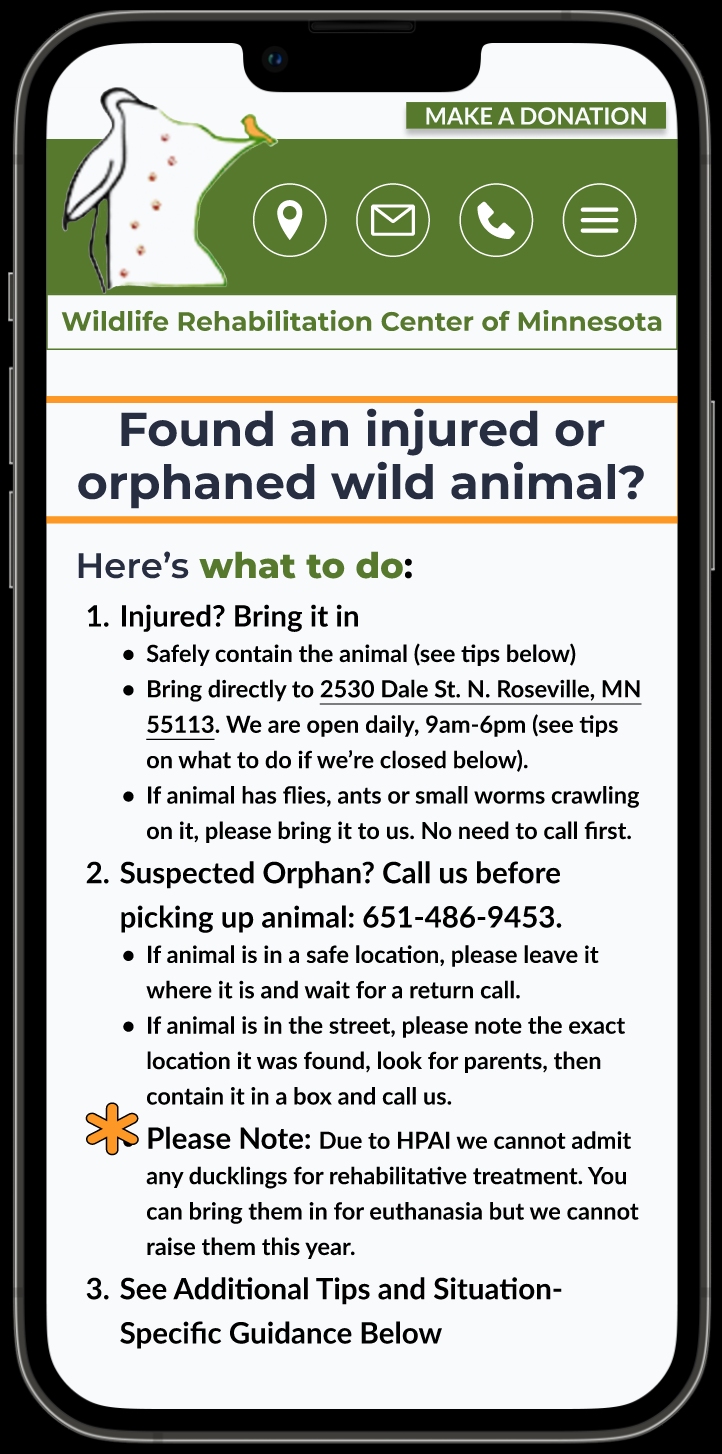 MAKE A DONATION
Wildlife Rehabilitation Center of Minnesota
Found an injured or
orphaned wild animal?
Here’s what to do:
1. Injured? Bring it in
● Safely contain the animal (see tips below)
● Bring directly to 2530 Dale St. N. Roseville, MN
55113. We are open daily, 9am-6pm (see tips
on what to do if we’re closed below).
● If animal has flies, ants or small worms crawling
on it, please bring it to us. No need to call first.
2. Suspected Orphan? Call us before
picking up animal: 651-486-9453.
● If animal is in a safe location, please leave it
where it is and wait for a return call.
● If animal is in the street, please note the exact
location it was found, look for parents, then
contain it in a box and call us.
Please Note: Due to HPAI we cannot admit
any ducklings for rehabilitative treatment. You
can bring them in for euthanasia but we cannot
raise them this year.
3. See Additional Tips and Situation-
Specific Guidance Below